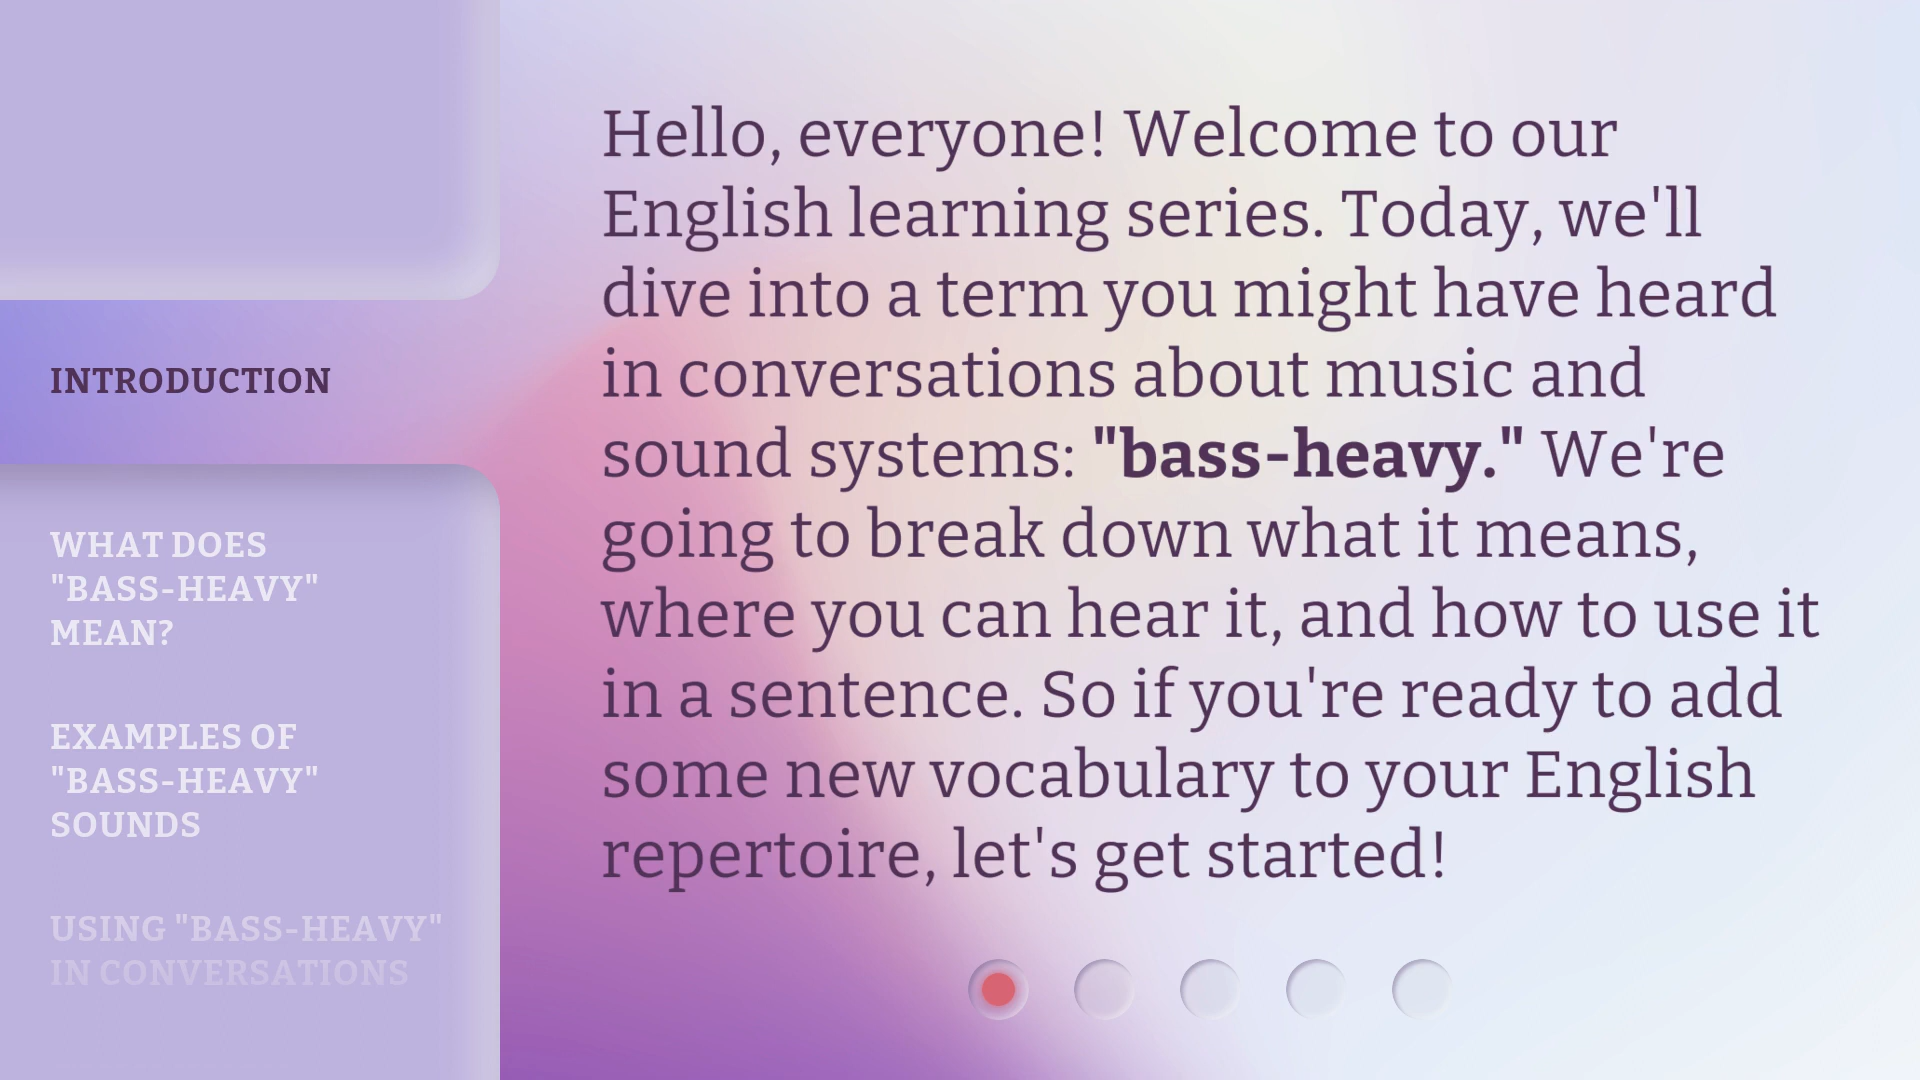 INTRODUCTION
WHAT DOES
"BASS-HEAVY"
MEAN?
EXAMPLES OF
"BASS-HEAVY"
SOUNDS
USING "BASS-HEAVY"
IN CONVERSATIONS
Hello, everyone! Welcome to our
English learning series. Today, we'll
dive into a term you might have heard
in conversations about music and
sound systems: "bass-heavy." We're
going to break down what it means,
where you can hear it, and how to use it
in a sentence. So if you're ready to add
some new vocabulary to your English
repertoire, let's get started!